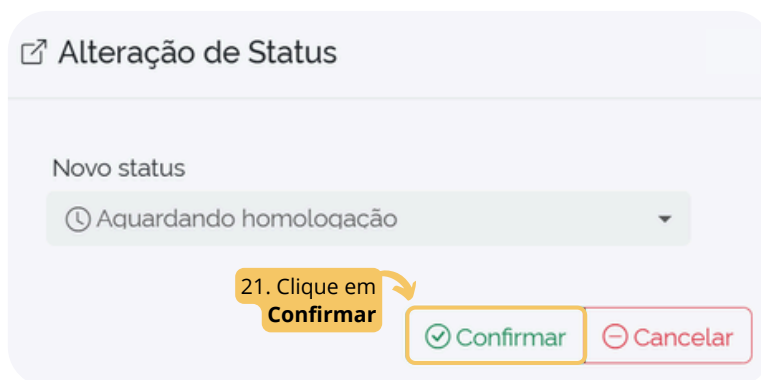 Alteração de Status
Novo status
Aguardando homologação
21. Clique em
Confirmar
Confirmar
Cancelar